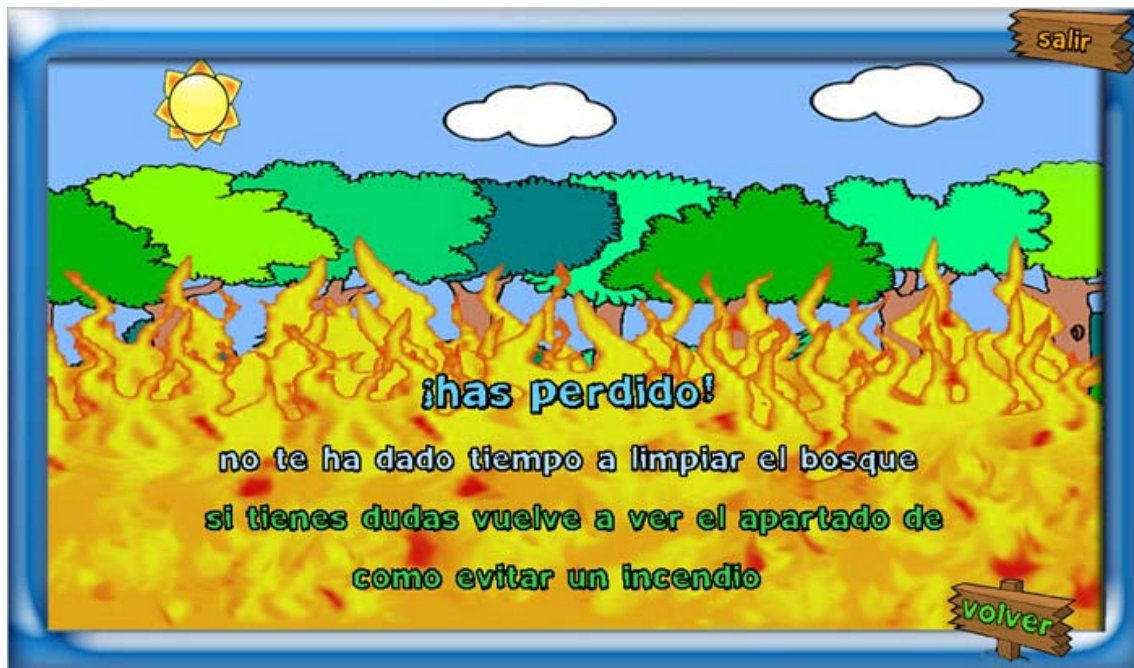 salir
¡has perdido!
no te ha dado tiempo a limpiar el bosque
si tienes dudas vuelve a ver el apartado de
como evitar un incendio
volver